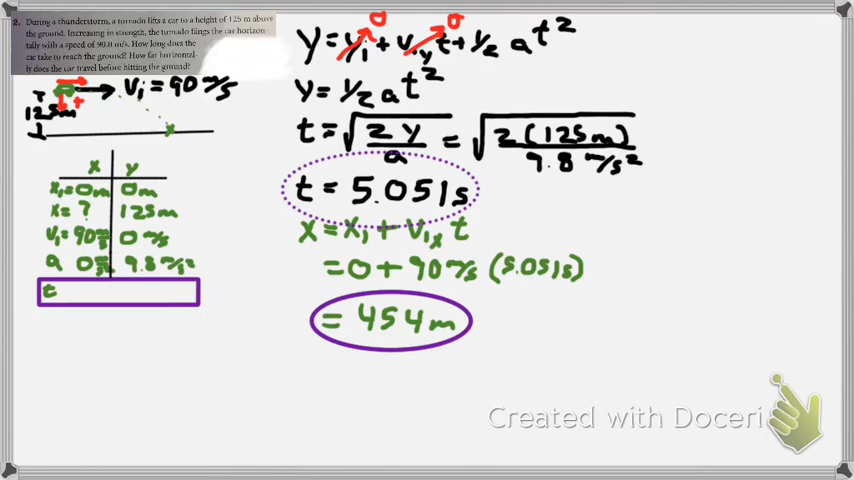 2. During a thunderstorm, a tornado lifts a car to a height of 125 m above
the ground. Increasing in strength, the tornado flings the car horizon-
tally with a speed of 90.0 m/s. How long does the
car take to reach the ground? How far horizontal-
ly does the car travel before hitting the ground?
V₁ = 90 m/s
125m
+
x
x y
x₁=0m 0m
x=? 125m
V₁=90 m/s 0 m/s
a 0 m/s² 9.8 m/s²
t
0 0
y = y₁ + v₁y t + 1/2 at²
y = 1/2 at²
t = √(2y/a) = √(2(125m)/9.8 m/s²)
t = 5.051s
x = x₁ + V₁x t
= 0 + 90 m/s (5.051s)
= 454m
Created with Doceri